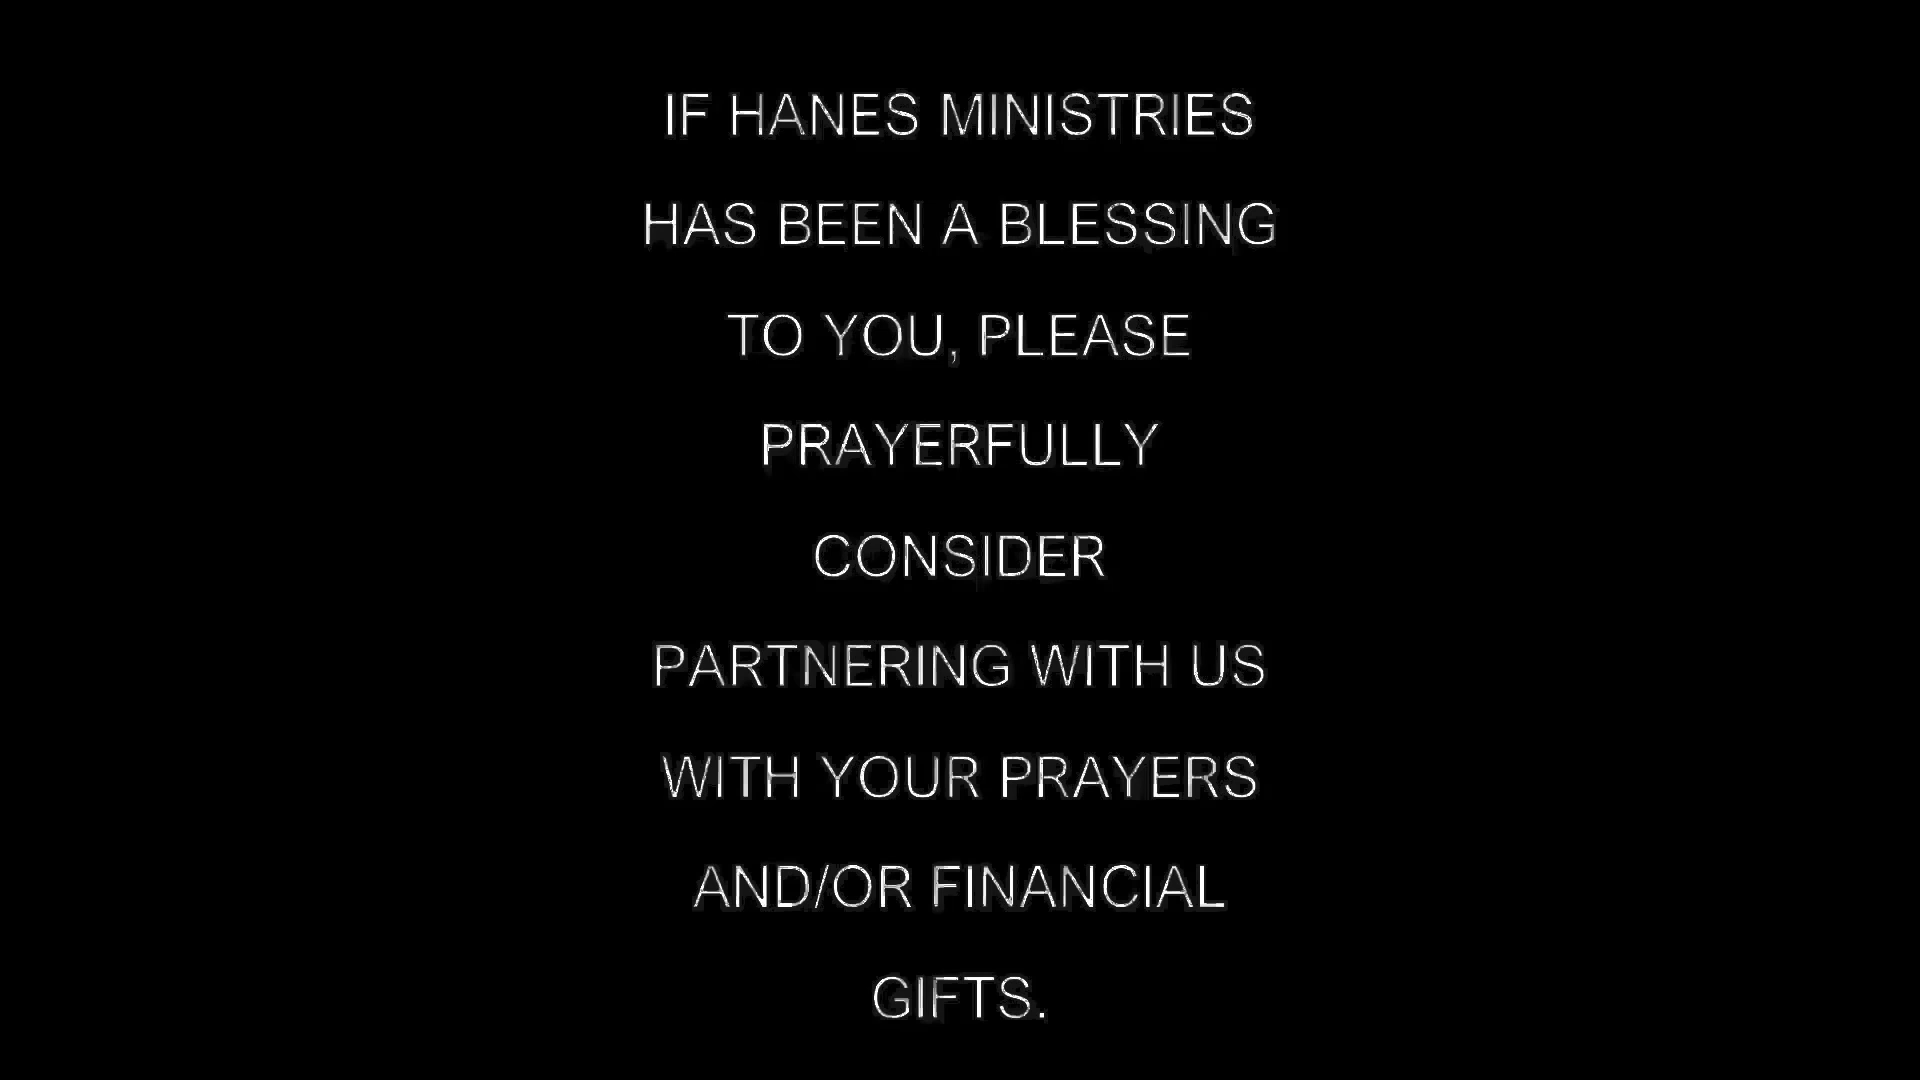 IF HANES MINISTRIES
HAS BEEN A BLESSING
TO YOU, PLEASE
PRAYERFULLY
CONSIDER
PARTNERING WITH US
WITH YOUR PRAYERS
AND/OR FINANCIAL
GIFTS.